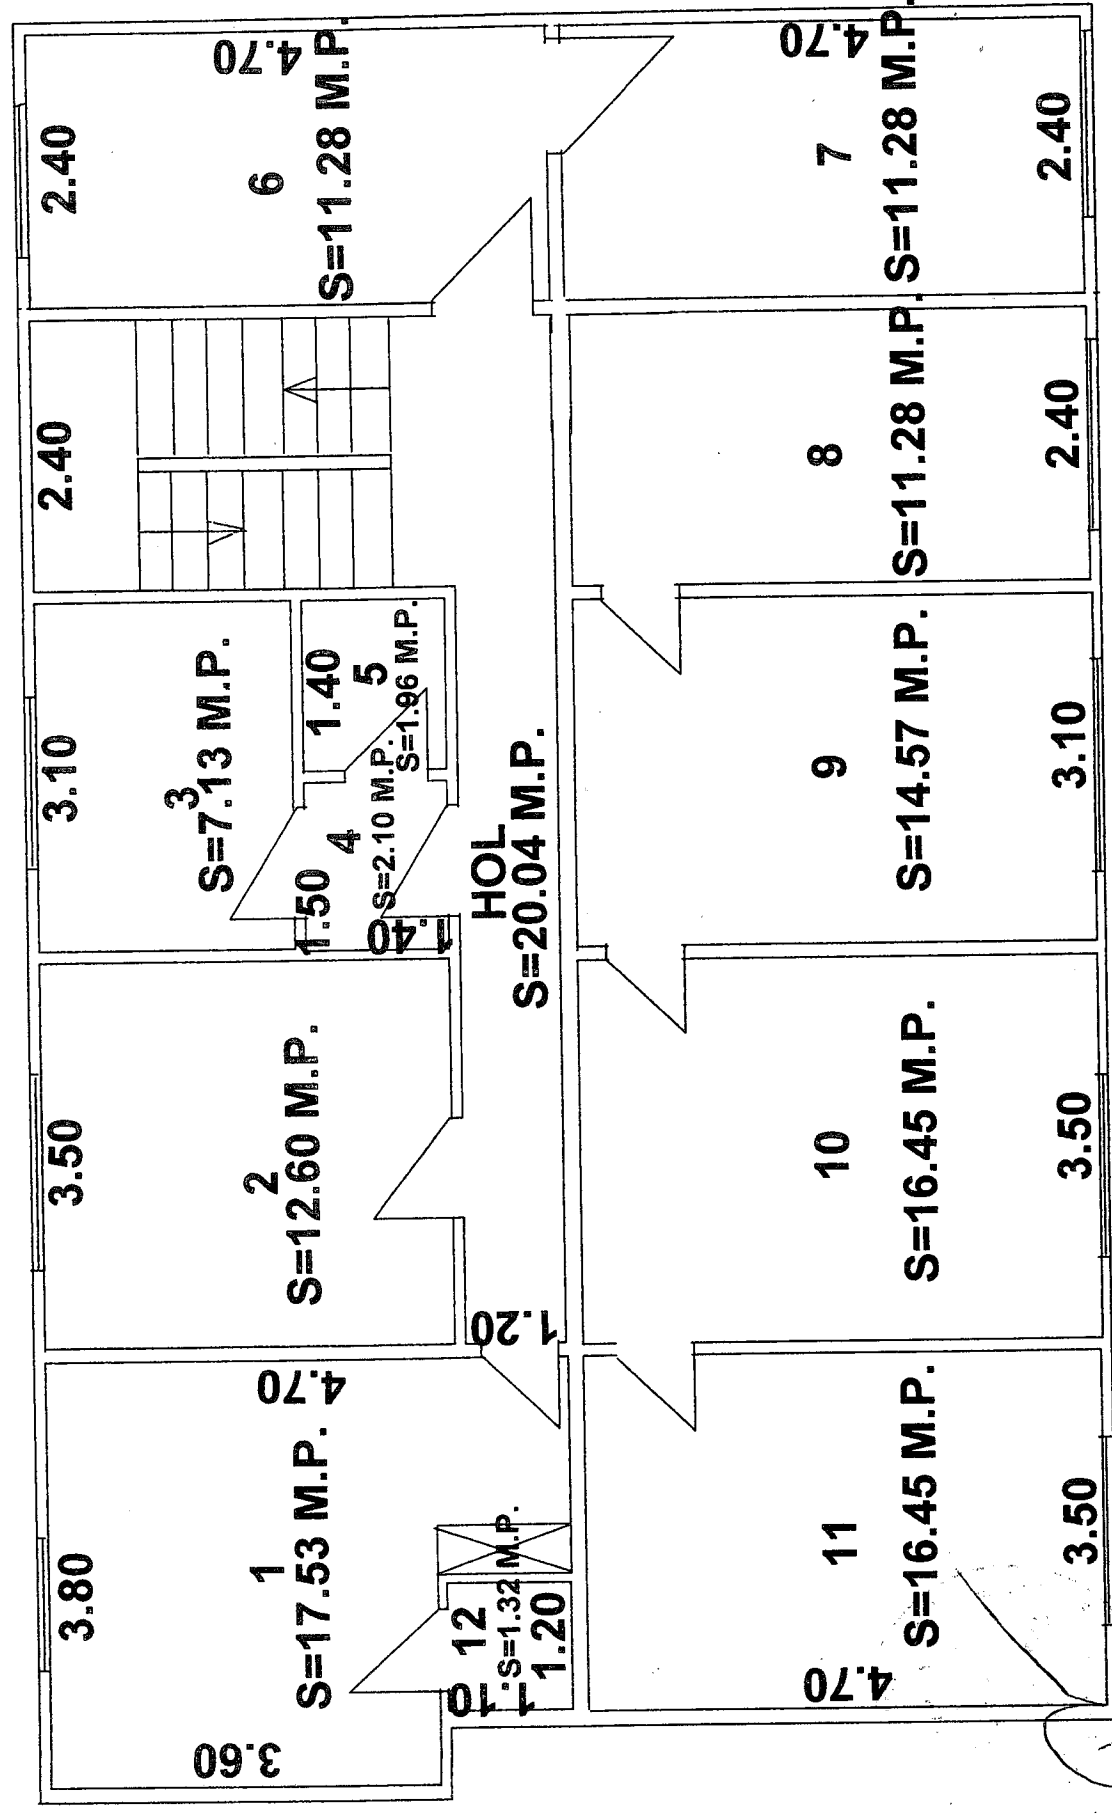 3.80
1
S=17.53 M.P.
4.70
3.60
12
S=1.32 M.P.
1.20
1.10
3.50
2
S=12.60 M.P.
1.20
3.10
3
S=7.13 M.P.
1.50
4
S=2.10 M.P.
1.40
1.40
5
S=1.96 M.P.
2.40
2.40
6
S=11.28 M.P.
4.70
HOL
S=20.04 M.P.
11
S=16.45 M.P.
4.70
3.50
10
S=16.45 M.P.
3.50
9
S=14.57 M.P.
3.10
8
S=11.28 M.P.
2.40
7
S=11.28 M.P.
4.70
2.40